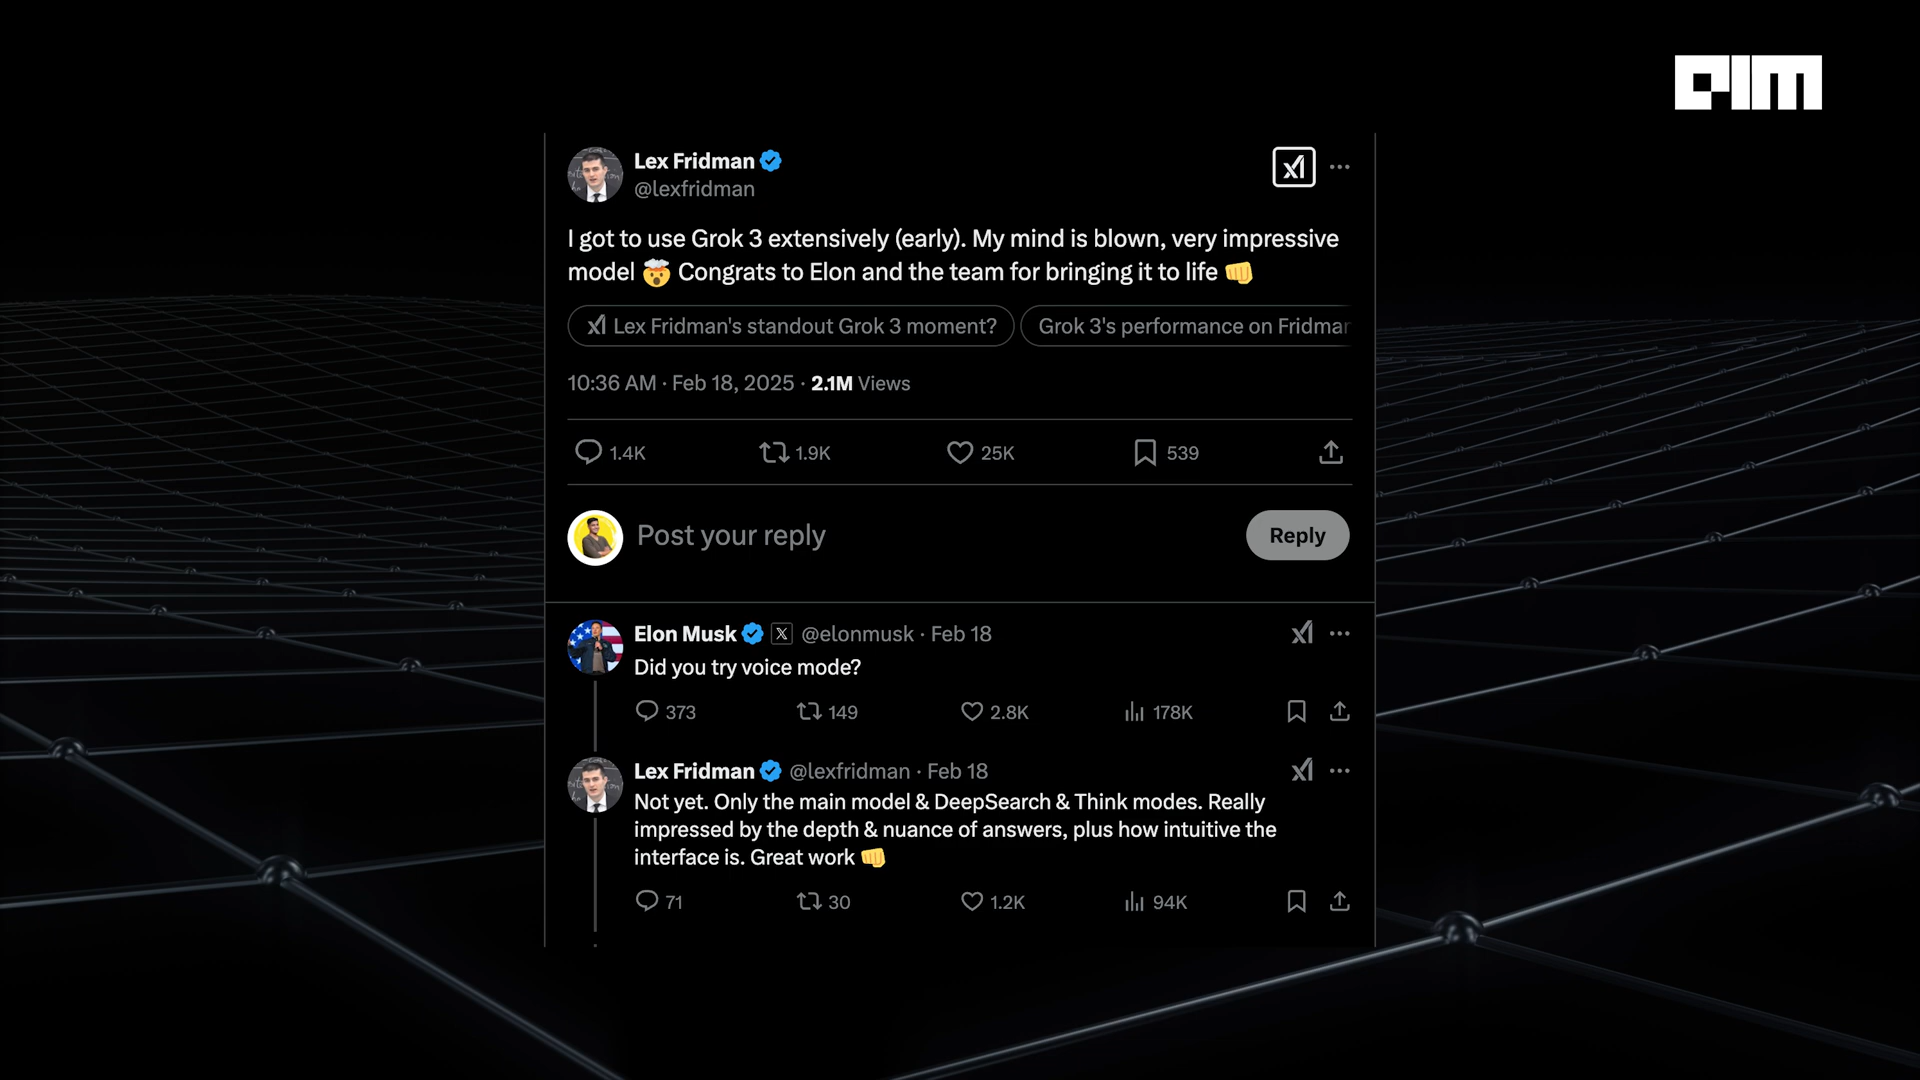 AIM
Lex Fridman
@lexfridman
I got to use Grok 3 extensively (early). My mind is blown, very impressive
model 🤯 Congrats to Elon and the team for bringing it to life 👊
Lex Fridman's standout Grok 3 moment?
Grok 3's performance on Fridman
10:36 AM · Feb 18, 2025 · 2.1M Views
1.4K 1.9K 25K 539
Post your reply
Reply
Elon Musk @elonmusk · Feb 18
Did you try voice mode?
373 149 2.8K 178K
Lex Fridman @lexfridman · Feb 18
Not yet. Only the main model & DeepSearch & Think modes. Really
impressed by the depth & nuance of answers, plus how intuitive the
interface is. Great work 👊
71 30 1.2K 94K